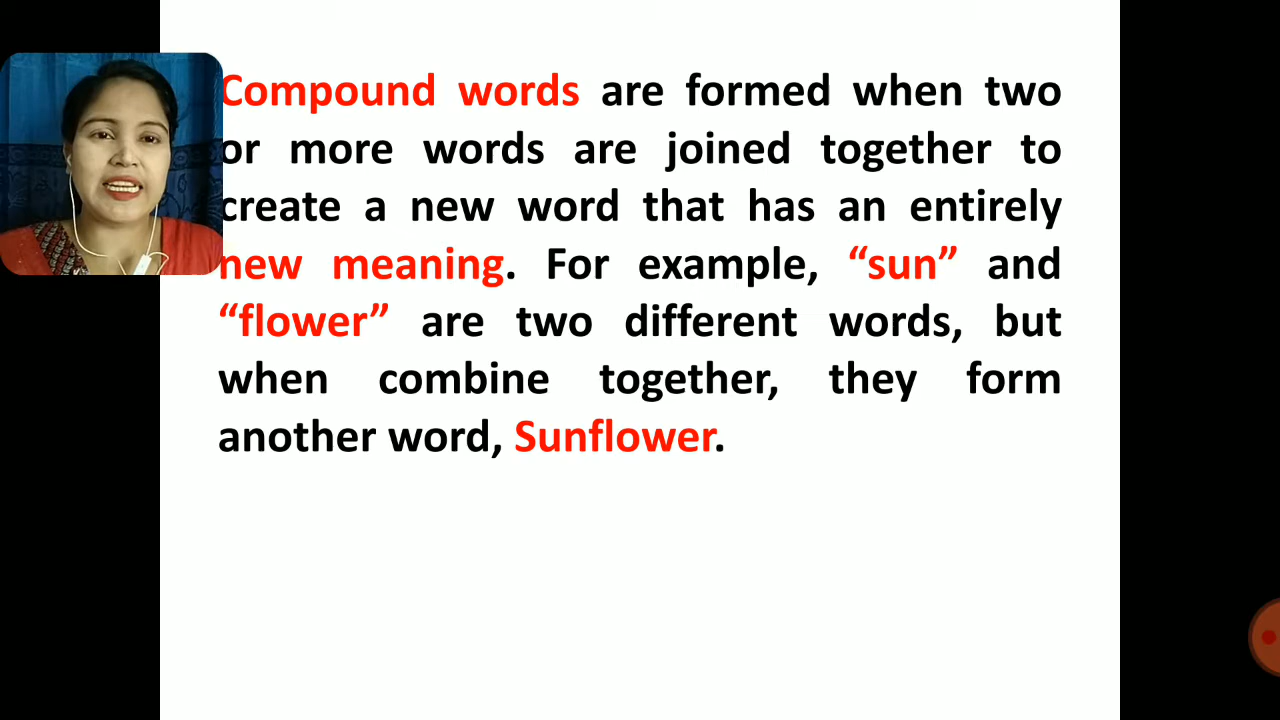 Compound words are formed when two
or more words are joined together to
create a new word that has an entirely
new meaning. For example, “sun” and
“flower” are two different words, but
when combine together, they form
another word, Sunflower.